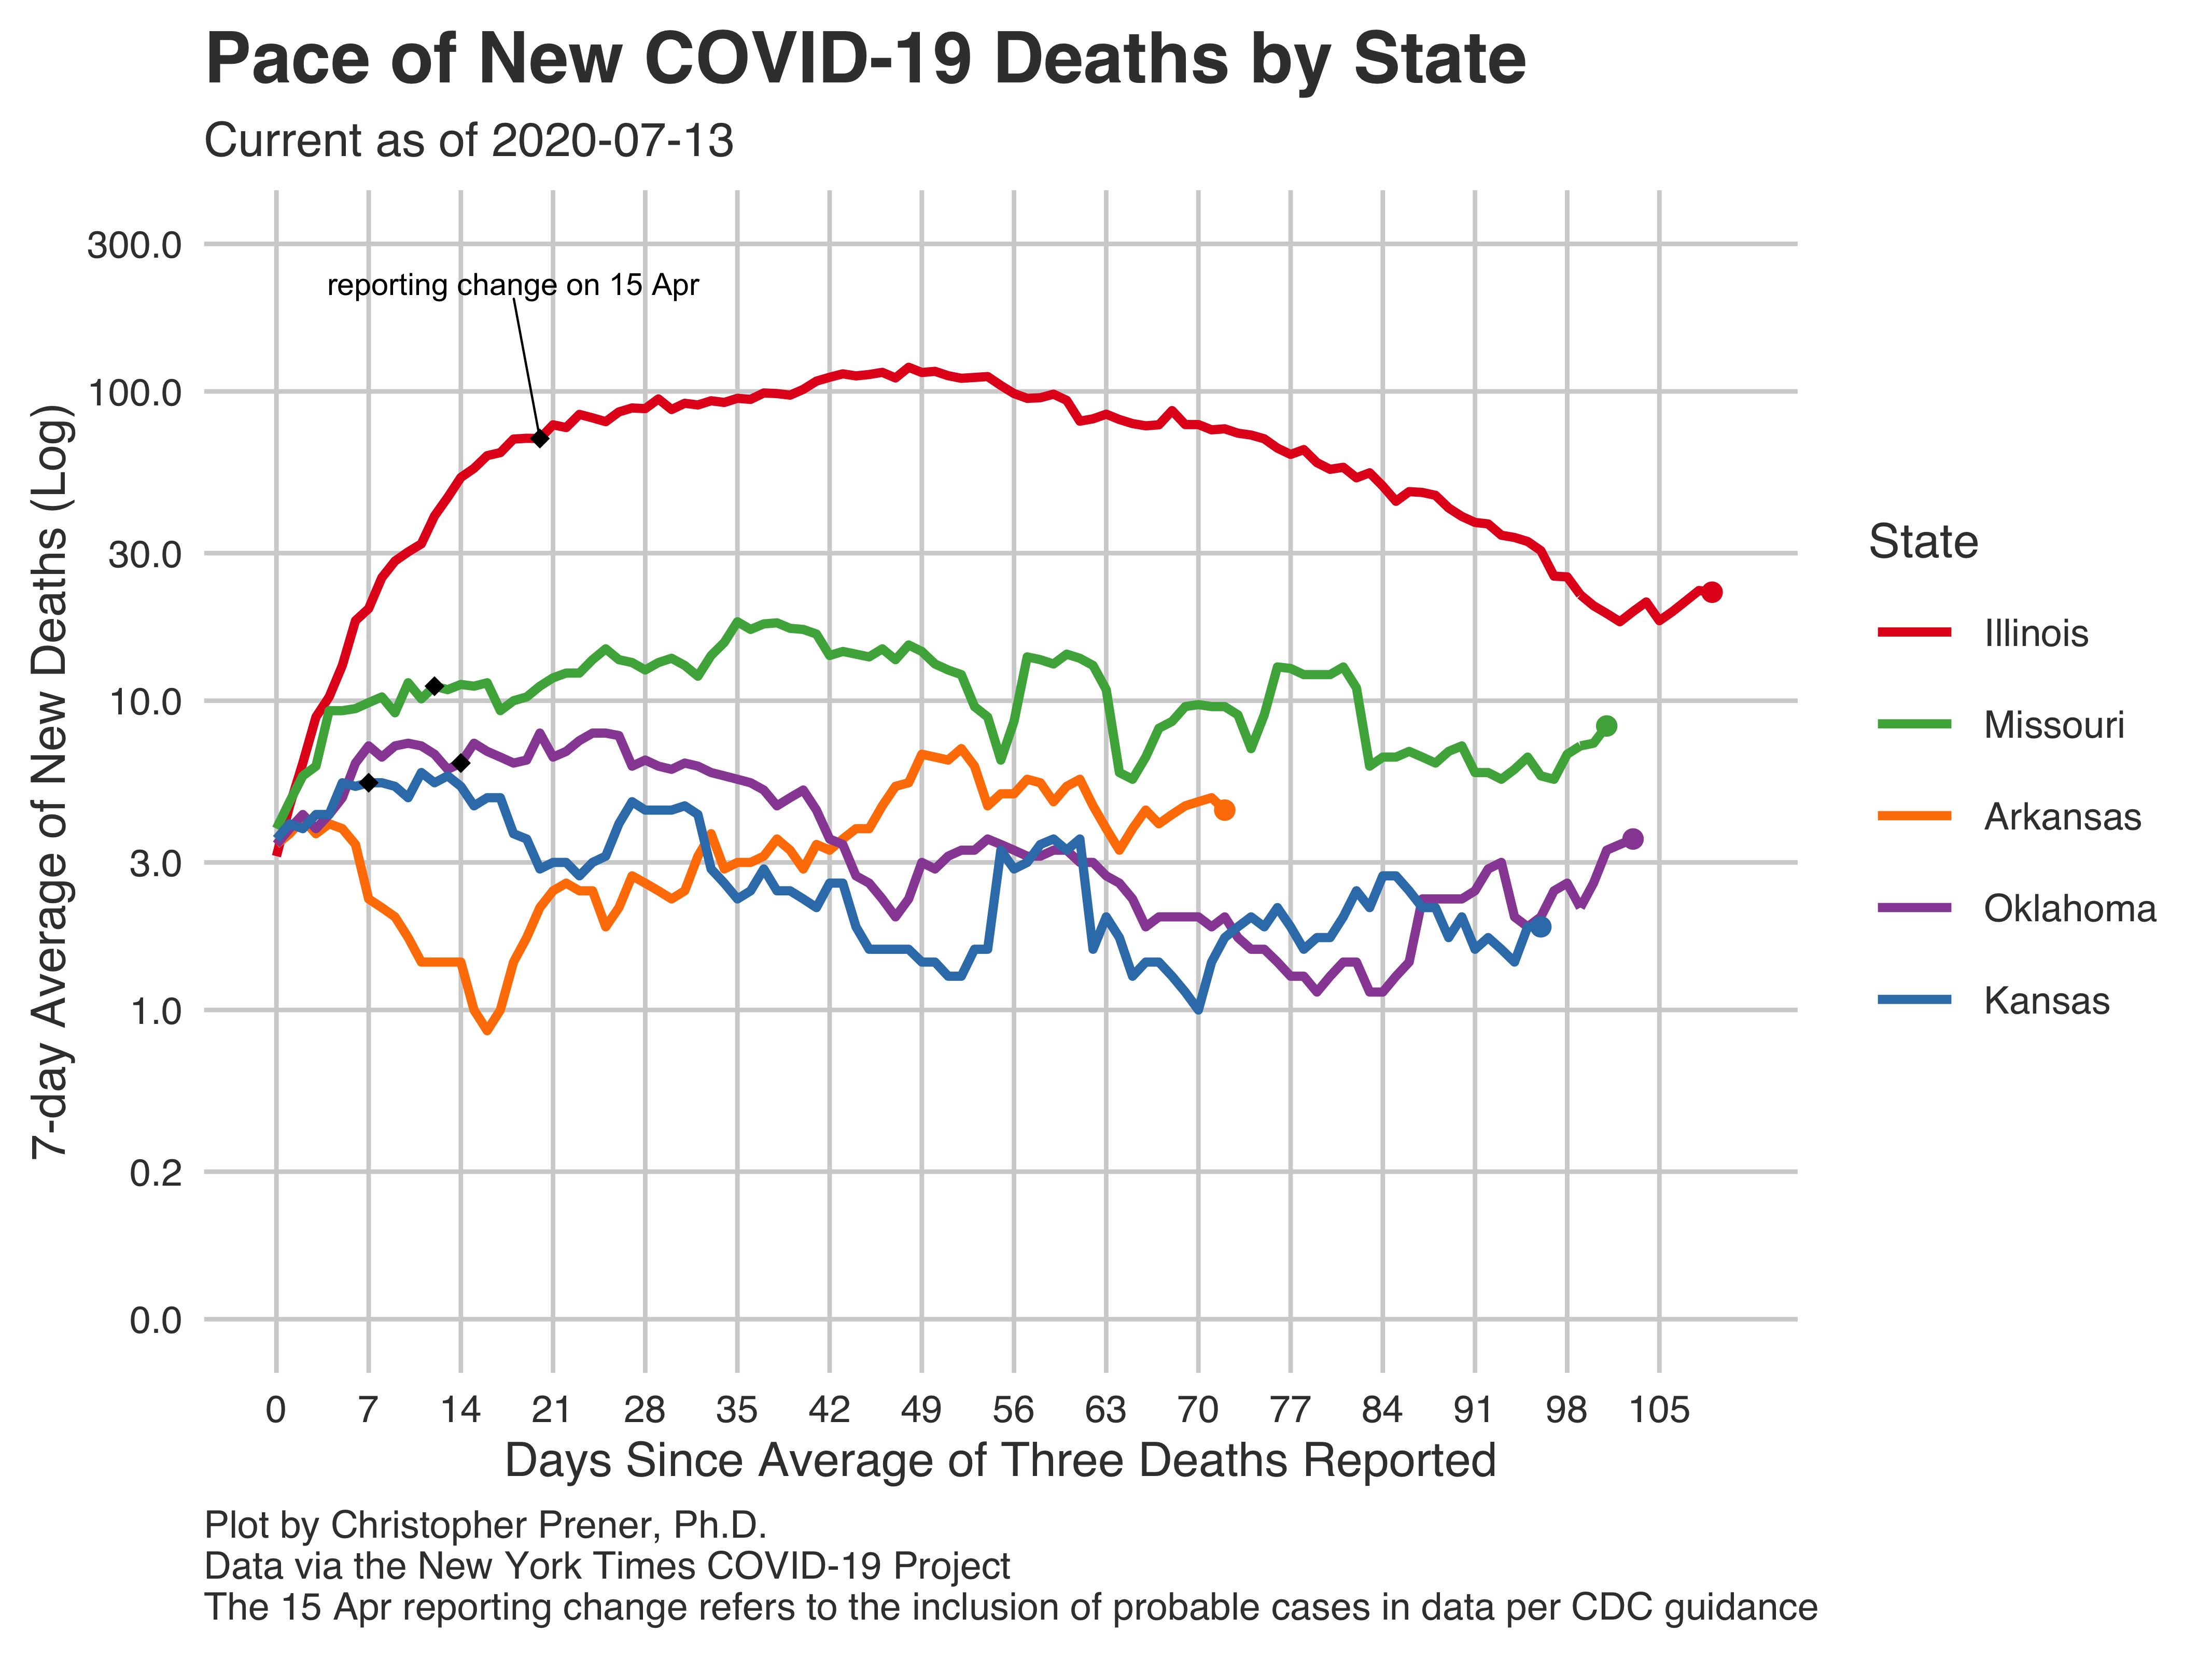 Pace of New COVID-19 Deaths by State
Current as of 2020-07-13
300.0
reporting change on 15 Apr
100.0
30.0
10.0
3.0
1.0
0.2
0.0
7-day Average of New Deaths (Log)
0 7 14 21 28 35 42 49 56 63 70 77 84 91 98 105
Days Since Average of Three Deaths Reported
State
Illinois
Missouri
Arkansas
Oklahoma
Kansas
Plot by Christopher Prener, Ph.D.
Data via the New York Times COVID-19 Project
The 15 Apr reporting change refers to the inclusion of probable cases in data per CDC guidance